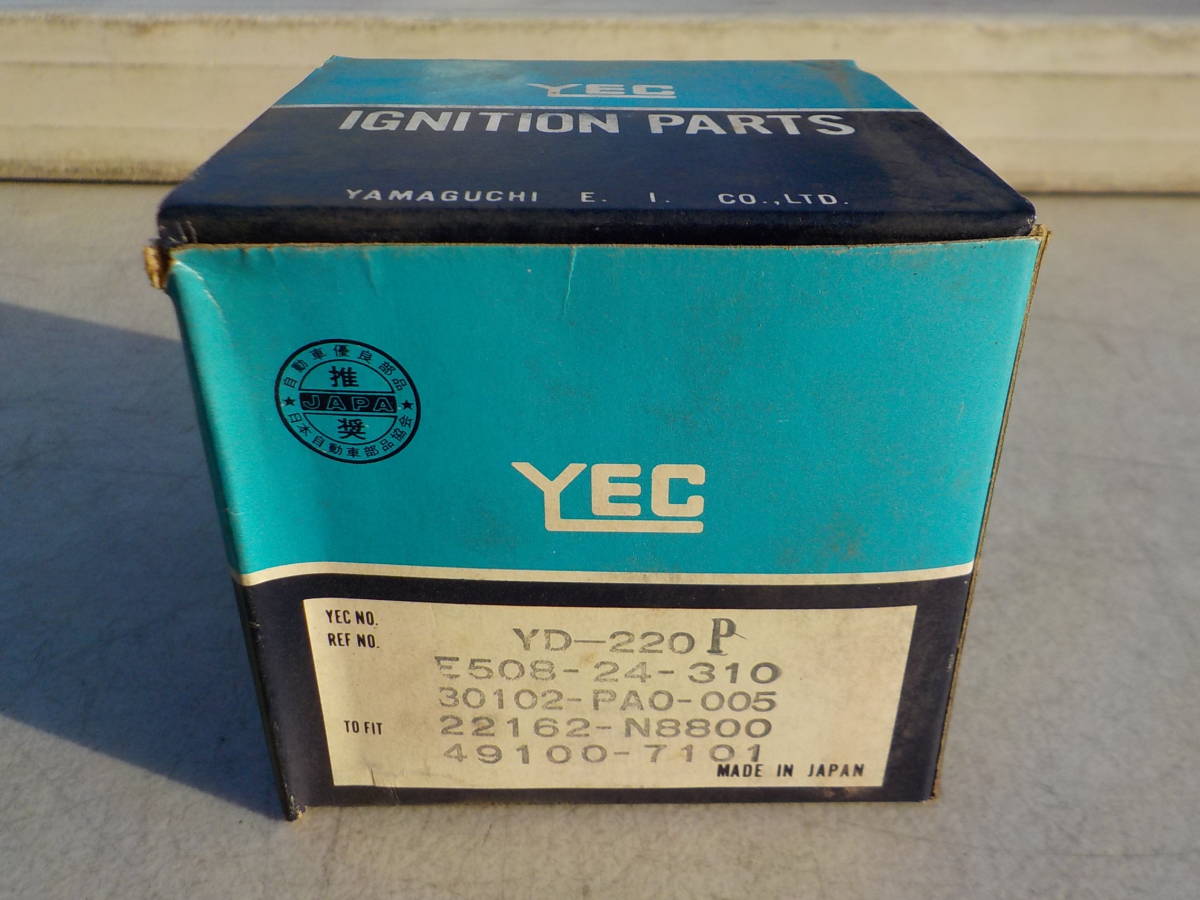 YEC
IGNITION PARTS
YAMAGUCHI E. I. CO.,LTD.
自動車優良部品
推
JAPA
奨
★日本自動車部品協会★
YEC
YEC NO. YD-220P
REF NO. E508-24-310
30102-PA0-005
TO FIT 22162-N8800
49100-7101
MADE IN JAPAN